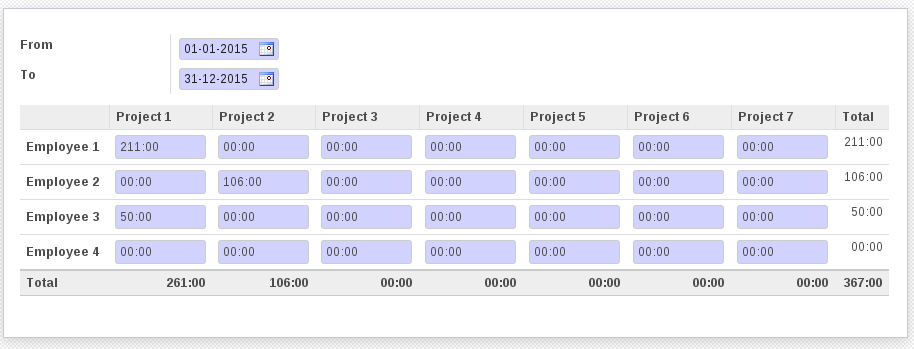 From 01-01-2015
To 31-12-2015
Project 1 Project 2 Project 3 Project 4 Project 5 Project 6 Project 7 Total
Employee 1 211:00 00:00 00:00 00:00 00:00 00:00 00:00 211:00
Employee 2 00:00 106:00 00:00 00:00 00:00 00:00 00:00 106:00
Employee 3 50:00 00:00 00:00 00:00 00:00 00:00 00:00 50:00
Employee 4 00:00 00:00 00:00 00:00 00:00 00:00 00:00 00:00
Total 261:00 106:00 00:00 00:00 00:00 00:00 00:00 367:00